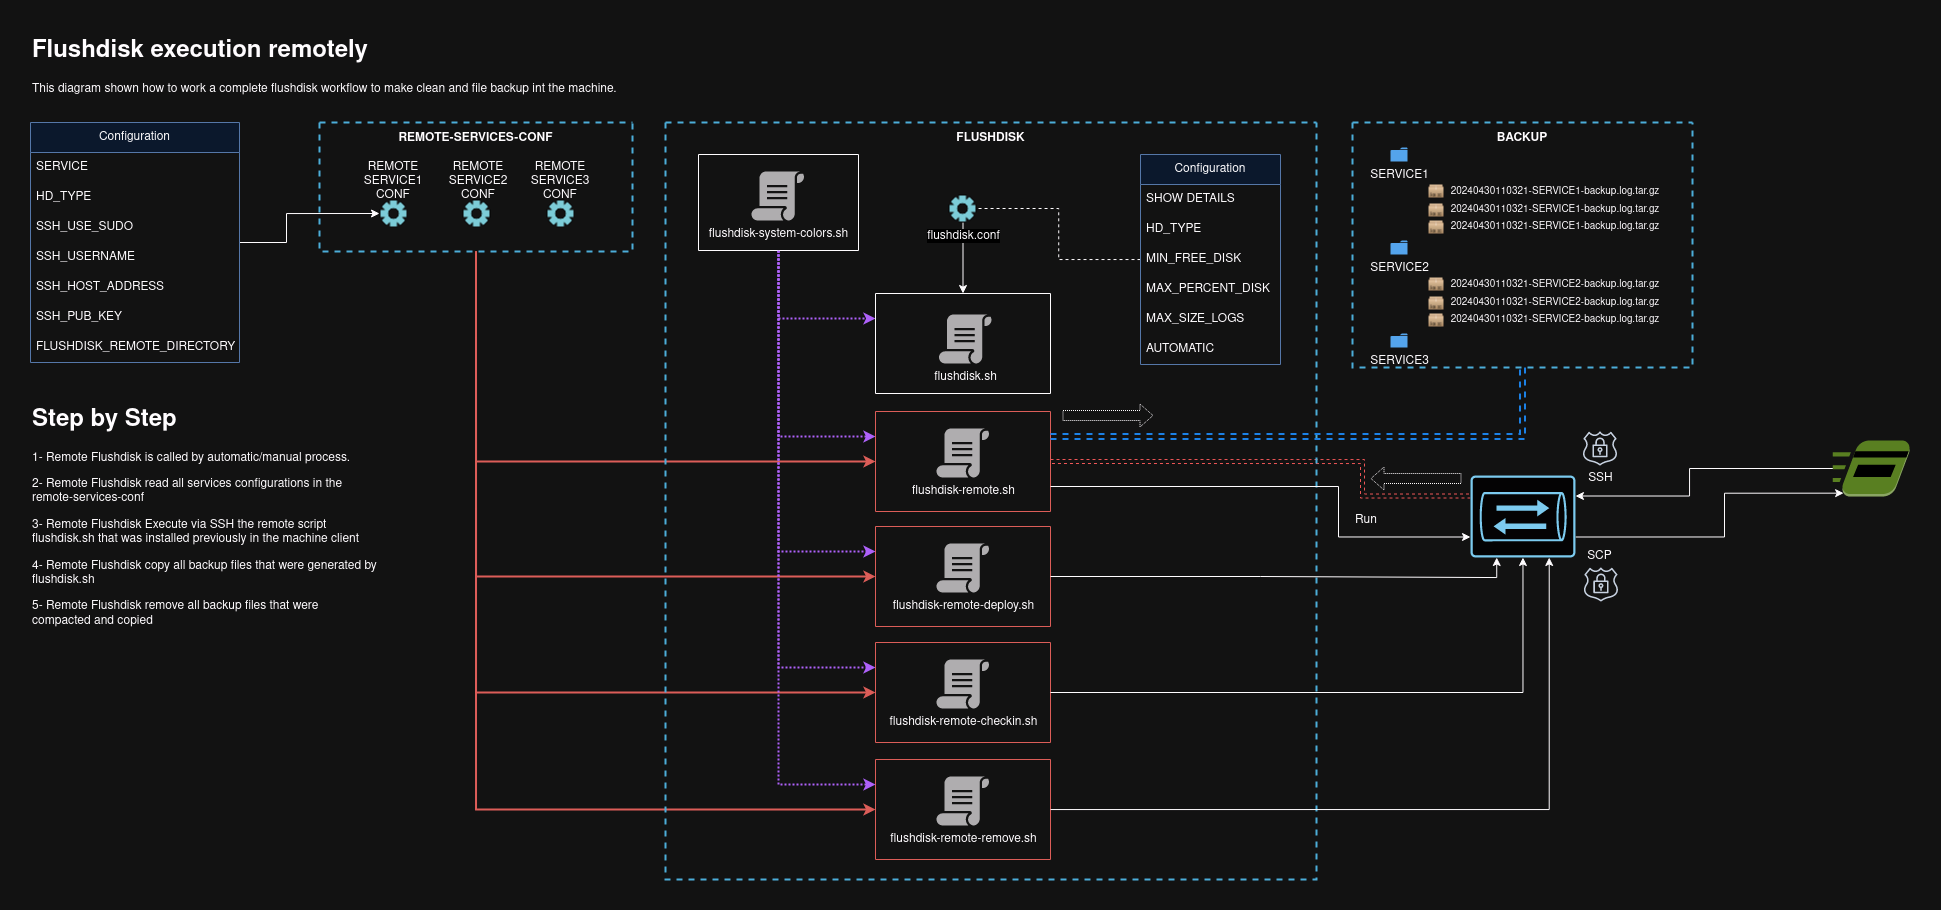 Flushdisk execution remotely
This diagram shown how to work a complete flushdisk workflow to make clean and file backup int the machine.
Configuration
SERVICE
HD_TYPE
SSH_USE_SUDO
SSH_USERNAME
SSH_HOST_ADDRESS
SSH_PUB_KEY
FLUSHDISK_REMOTE_DIRECTORY
REMOTE-SERVICES-CONF
REMOTE
SERVICE1
CONF
REMOTE
SERVICE2
CONF
REMOTE
SERVICE3
CONF
Step by Step
1- Remote Flushdisk is called by automatic/manual process.
2- Remote Flushdisk read all services configurations in the
remote-services-conf
3- Remote Flushdisk Execute via SSH the remote script
flushdisk.sh that was installed previously in the machine client
4- Remote Flushdisk copy all backup files that were generated by
flushdisk.sh
5- Remote Flushdisk remove all backup files that were
compacted and copied
FLUSHDISK
flushdisk-system-colors.sh
flushdisk.conf
Configuration
SHOW DETAILS
HD_TYPE
MIN_FREE_DISK
MAX_PERCENT_DISK
MAX_SIZE_LOGS
AUTOMATIC
flushdisk.sh
flushdisk-remote.sh
flushdisk-remote-deploy.sh
flushdisk-remote-checkin.sh
flushdisk-remote-remove.sh
BACKUP
SERVICE1
20240430110321-SERVICE1-backup.log.tar.gz
20240430110321-SERVICE1-backup.log.tar.gz
20240430110321-SERVICE1-backup.log.tar.gz
SERVICE2
20240430110321-SERVICE2-backup.log.tar.gz
20240430110321-SERVICE2-backup.log.tar.gz
20240430110321-SERVICE2-backup.log.tar.gz
SERVICE3
Run
SSH
SCP